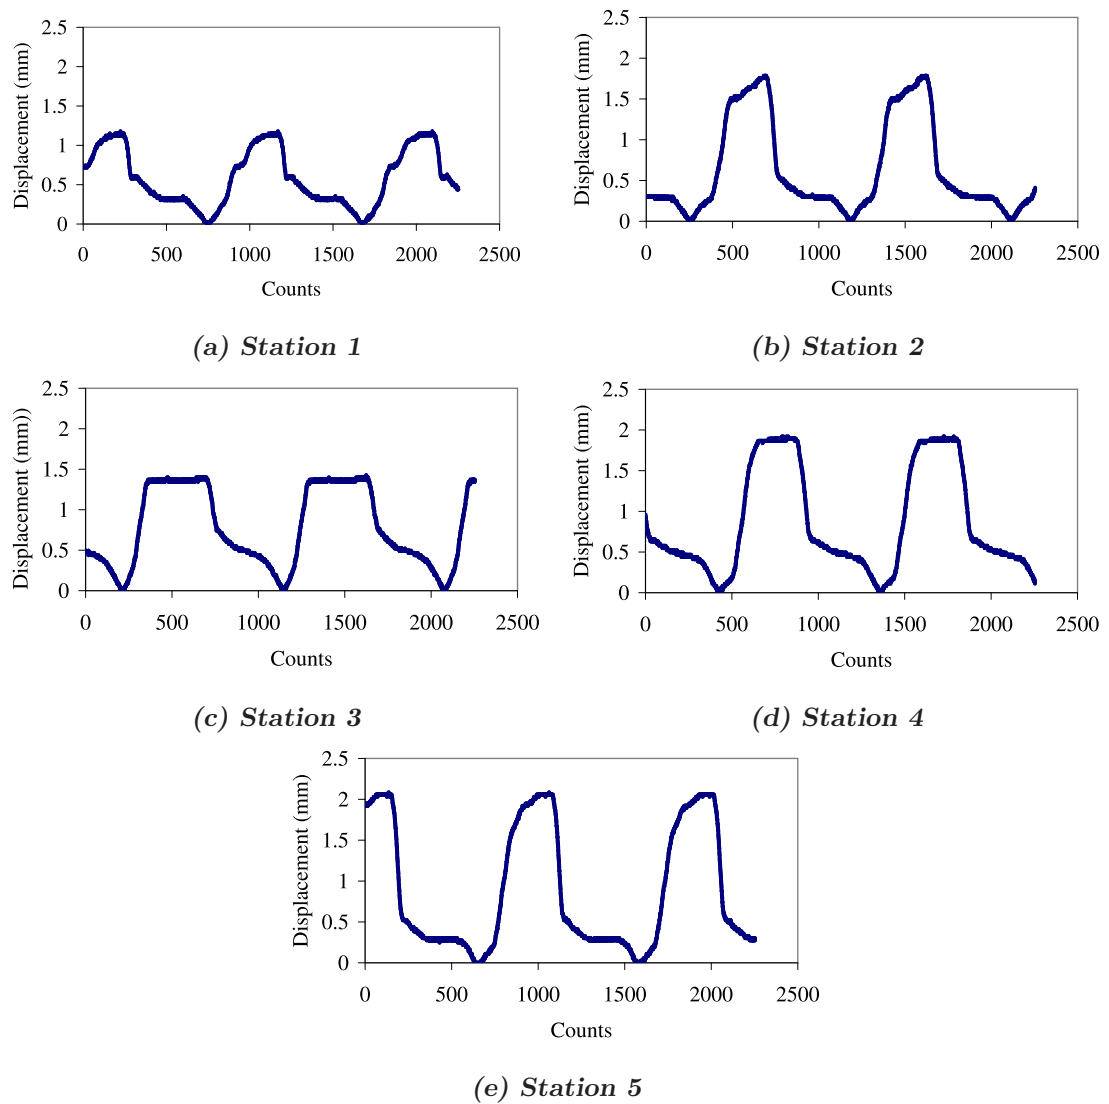 2.5
2
1.5
1
0.5
0
Displacement (mm)
0 500 1000 1500 2000 2500
Counts
(a) Station 1
2.5
2
1.5
1
0.5
0
Displacement (mm)
0 500 1000 1500 2000 2500
Counts
(b) Station 2
2.5
2
1.5
1
0.5
0
Displacement (mm))
0 500 1000 1500 2000 2500
Counts
(c) Station 3
2.5
2
1.5
1
0.5
0
Displacement (mm)
0 500 1000 1500 2000 2500
Counts
(d) Station 4
2.5
2
1.5
1
0.5
0
Displacement (mm)
0 500 1000 1500 2000 2500
Counts
(e) Station 5